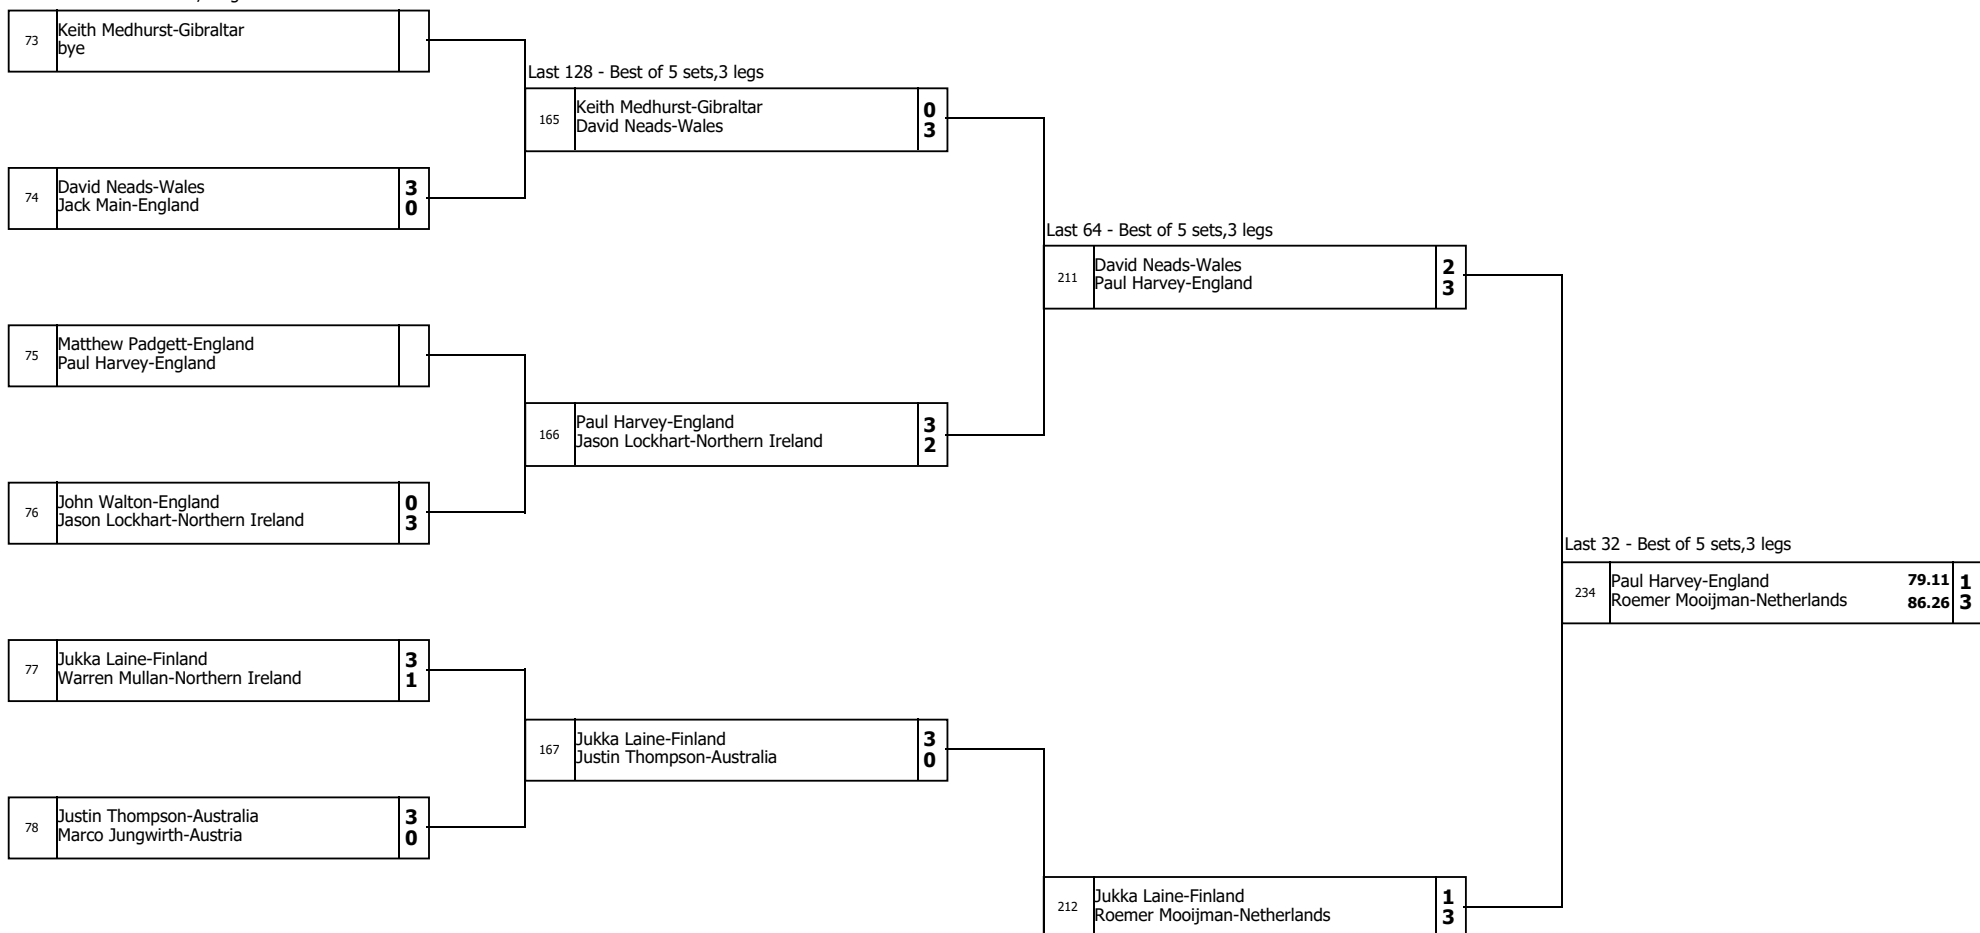 73
Keith Medhurst-Gibraltar
bye
Last 128 - Best of 5 sets,3 legs
165
Keith Medhurst-Gibraltar 0
David Neads-Wales 3
74
David Neads-Wales 3
Jack Main-England 0
Last 64 - Best of 5 sets,3 legs
211
David Neads-Wales 2
Paul Harvey-England 3
75
Matthew Padgett-England
Paul Harvey-England
166
Paul Harvey-England 3
Jason Lockhart-Northern Ireland 2
76
John Walton-England 0
Jason Lockhart-Northern Ireland 3
Last 32 - Best of 5 sets,3 legs
234
Paul Harvey-England 79.11 1
Roemer Mooijman-Netherlands 86.26 3
77
Jukka Laine-Finland 3
Warren Mullan-Northern Ireland 1
167
Jukka Laine-Finland 3
Justin Thompson-Australia 0
78
Justin Thompson-Australia 3
Marco Jungwirth-Austria 0
212
Jukka Laine-Finland 1
Roemer Mooijman-Netherlands 3